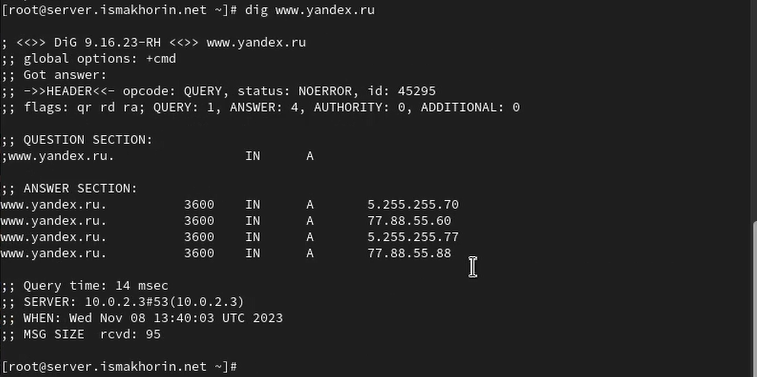 [root@server.ismakhorin.net ~]# dig www.yandex.ru
; <<>> DiG 9.16.23-RH <<>> www.yandex.ru
;; global options: +cmd
;; Got answer:
;; ->>HEADER<<- opcode: QUERY, status: NOERROR, id: 45295
;; flags: qr rd ra; QUERY: 1, ANSWER: 4, AUTHORITY: 0, ADDITIONAL: 0
;; QUESTION SECTION:
;www.yandex.ru. IN A
;; ANSWER SECTION:
www.yandex.ru. 3600 IN A 5.255.255.70
www.yandex.ru. 3600 IN A 77.88.55.60
www.yandex.ru. 3600 IN A 5.255.255.77
www.yandex.ru. 3600 IN A 77.88.55.88
;; Query time: 14 msec
;; SERVER: 10.0.2.3#53(10.0.2.3)
;; WHEN: Wed Nov 08 13:40:03 UTC 2023
;; MSG SIZE rcvd: 95
[root@server.ismakhorin.net ~]#